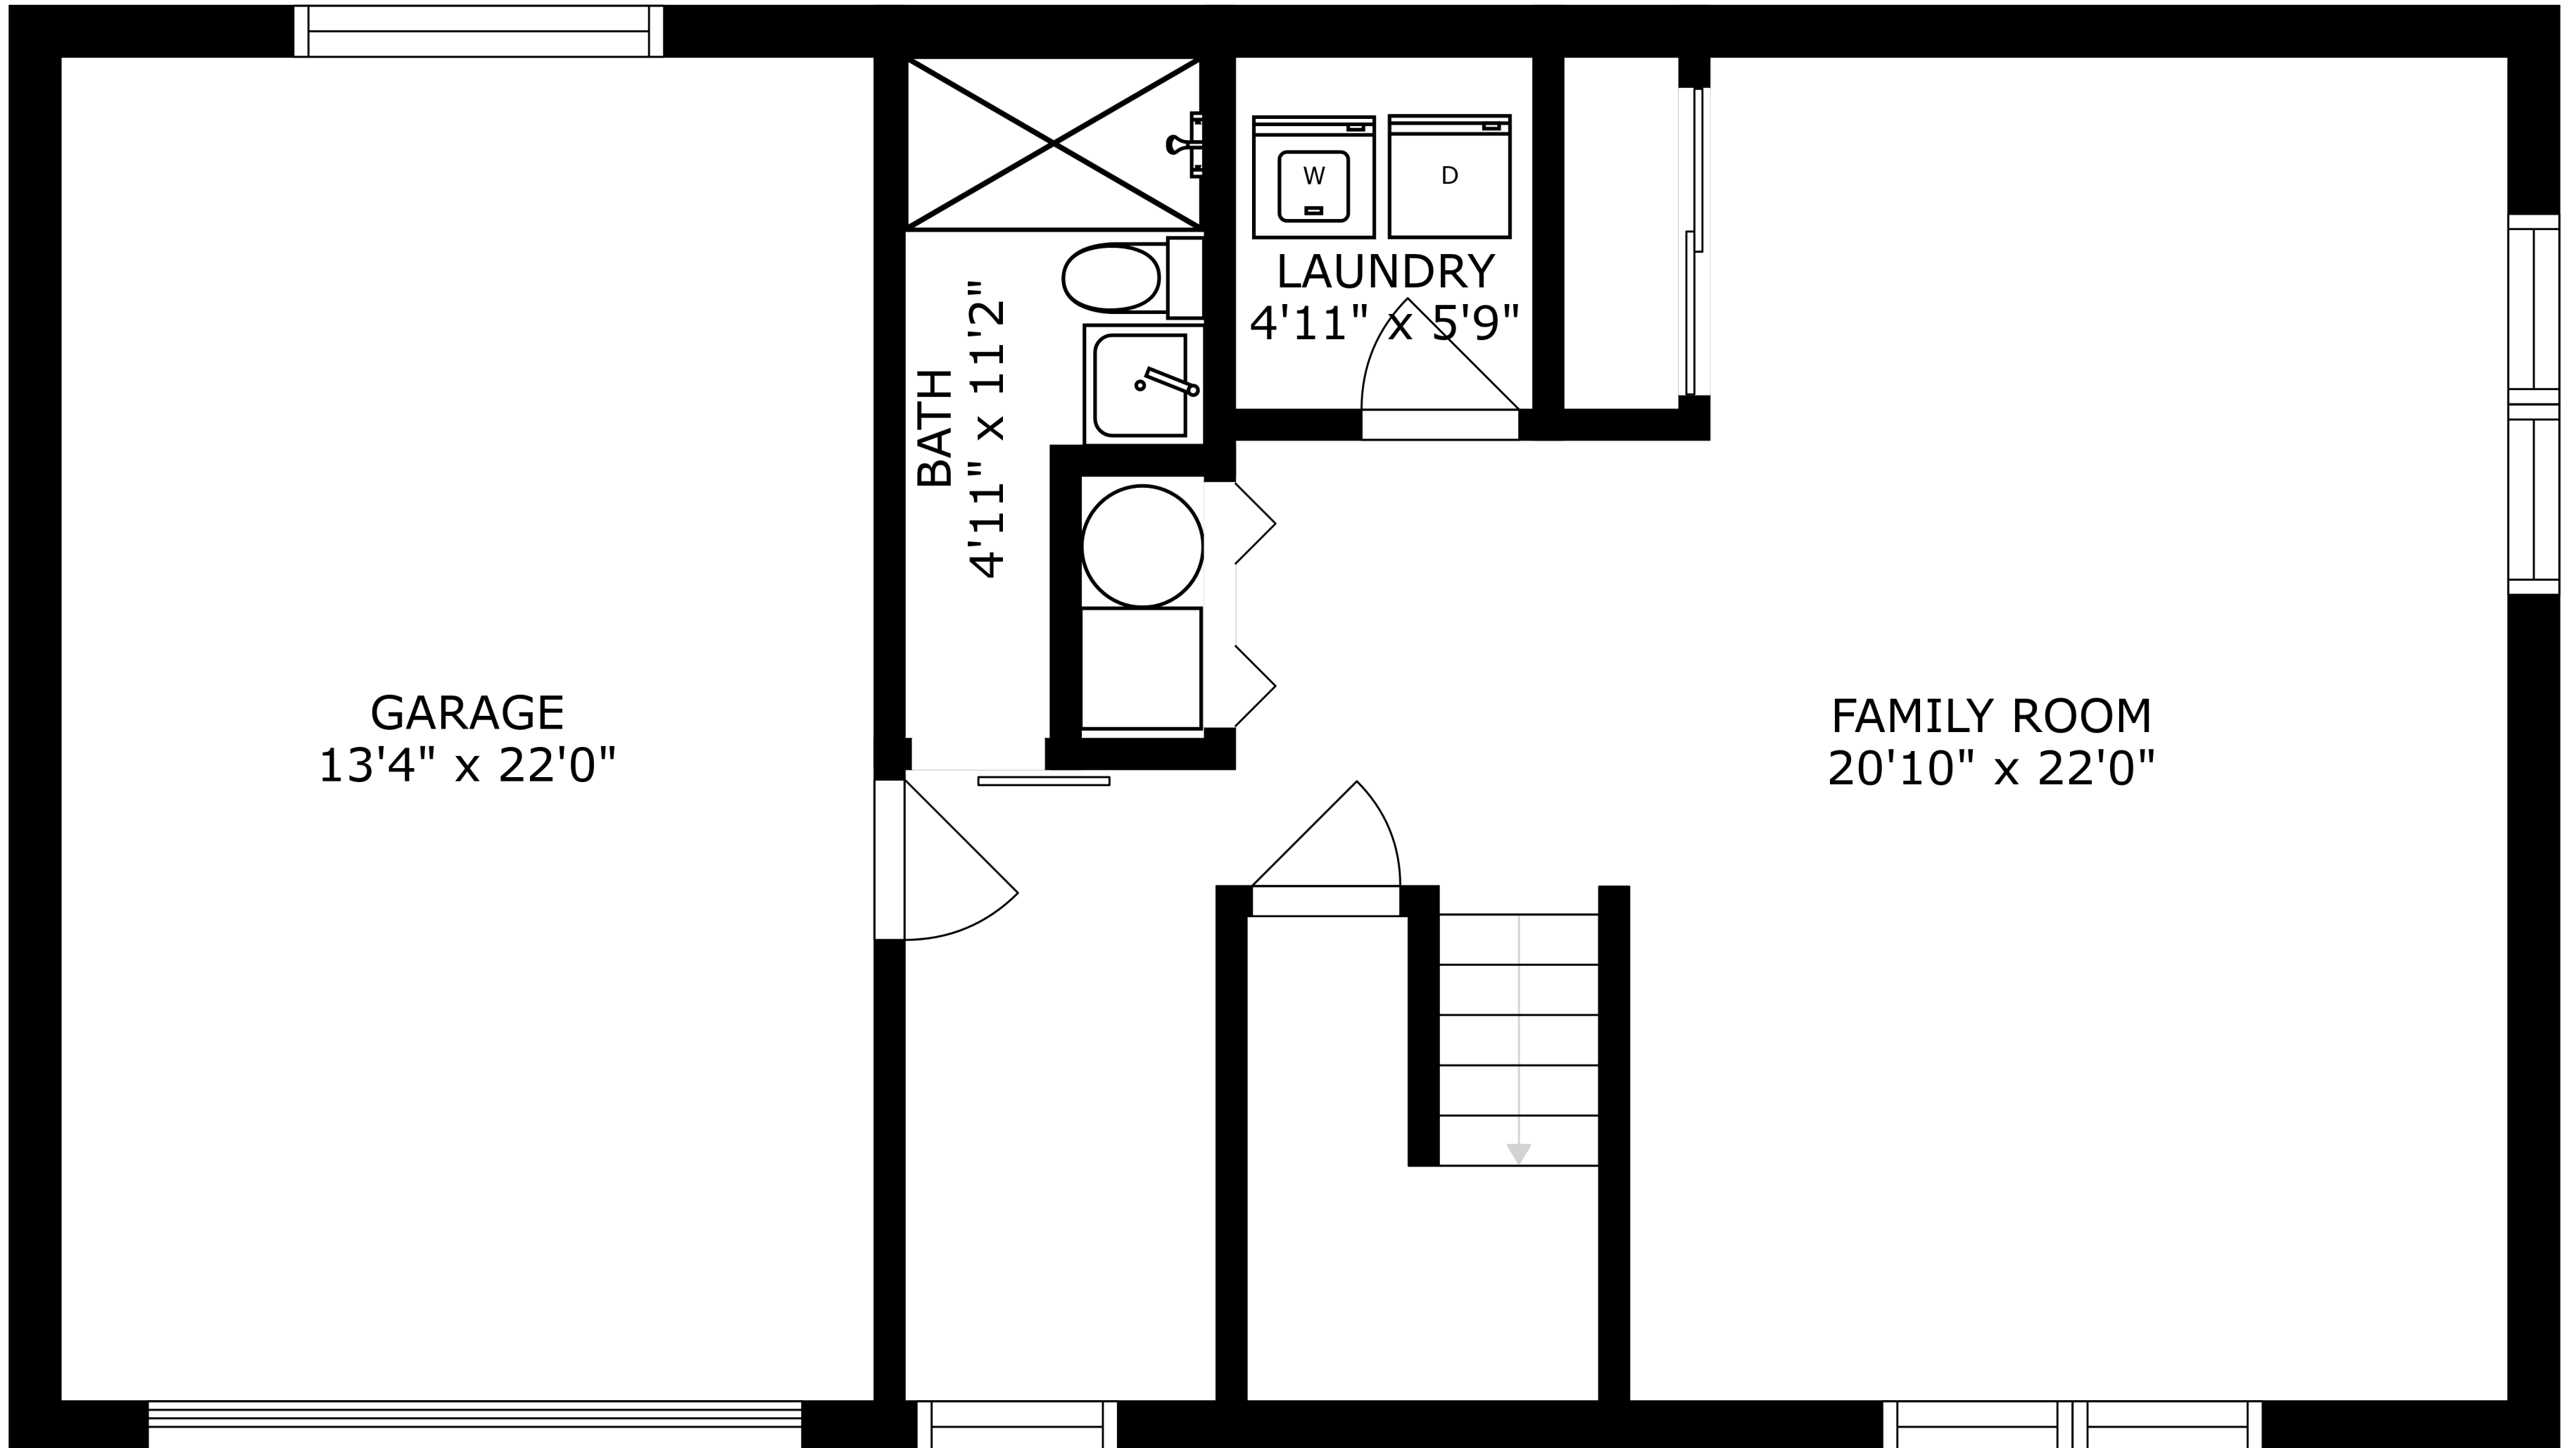 W
D
LAUNDRY
4'11" x 5'9"
BATH
4'11" x 11'2"
GARAGE
13'4" x 22'0"
FAMILY ROOM
20'10" x 22'0"